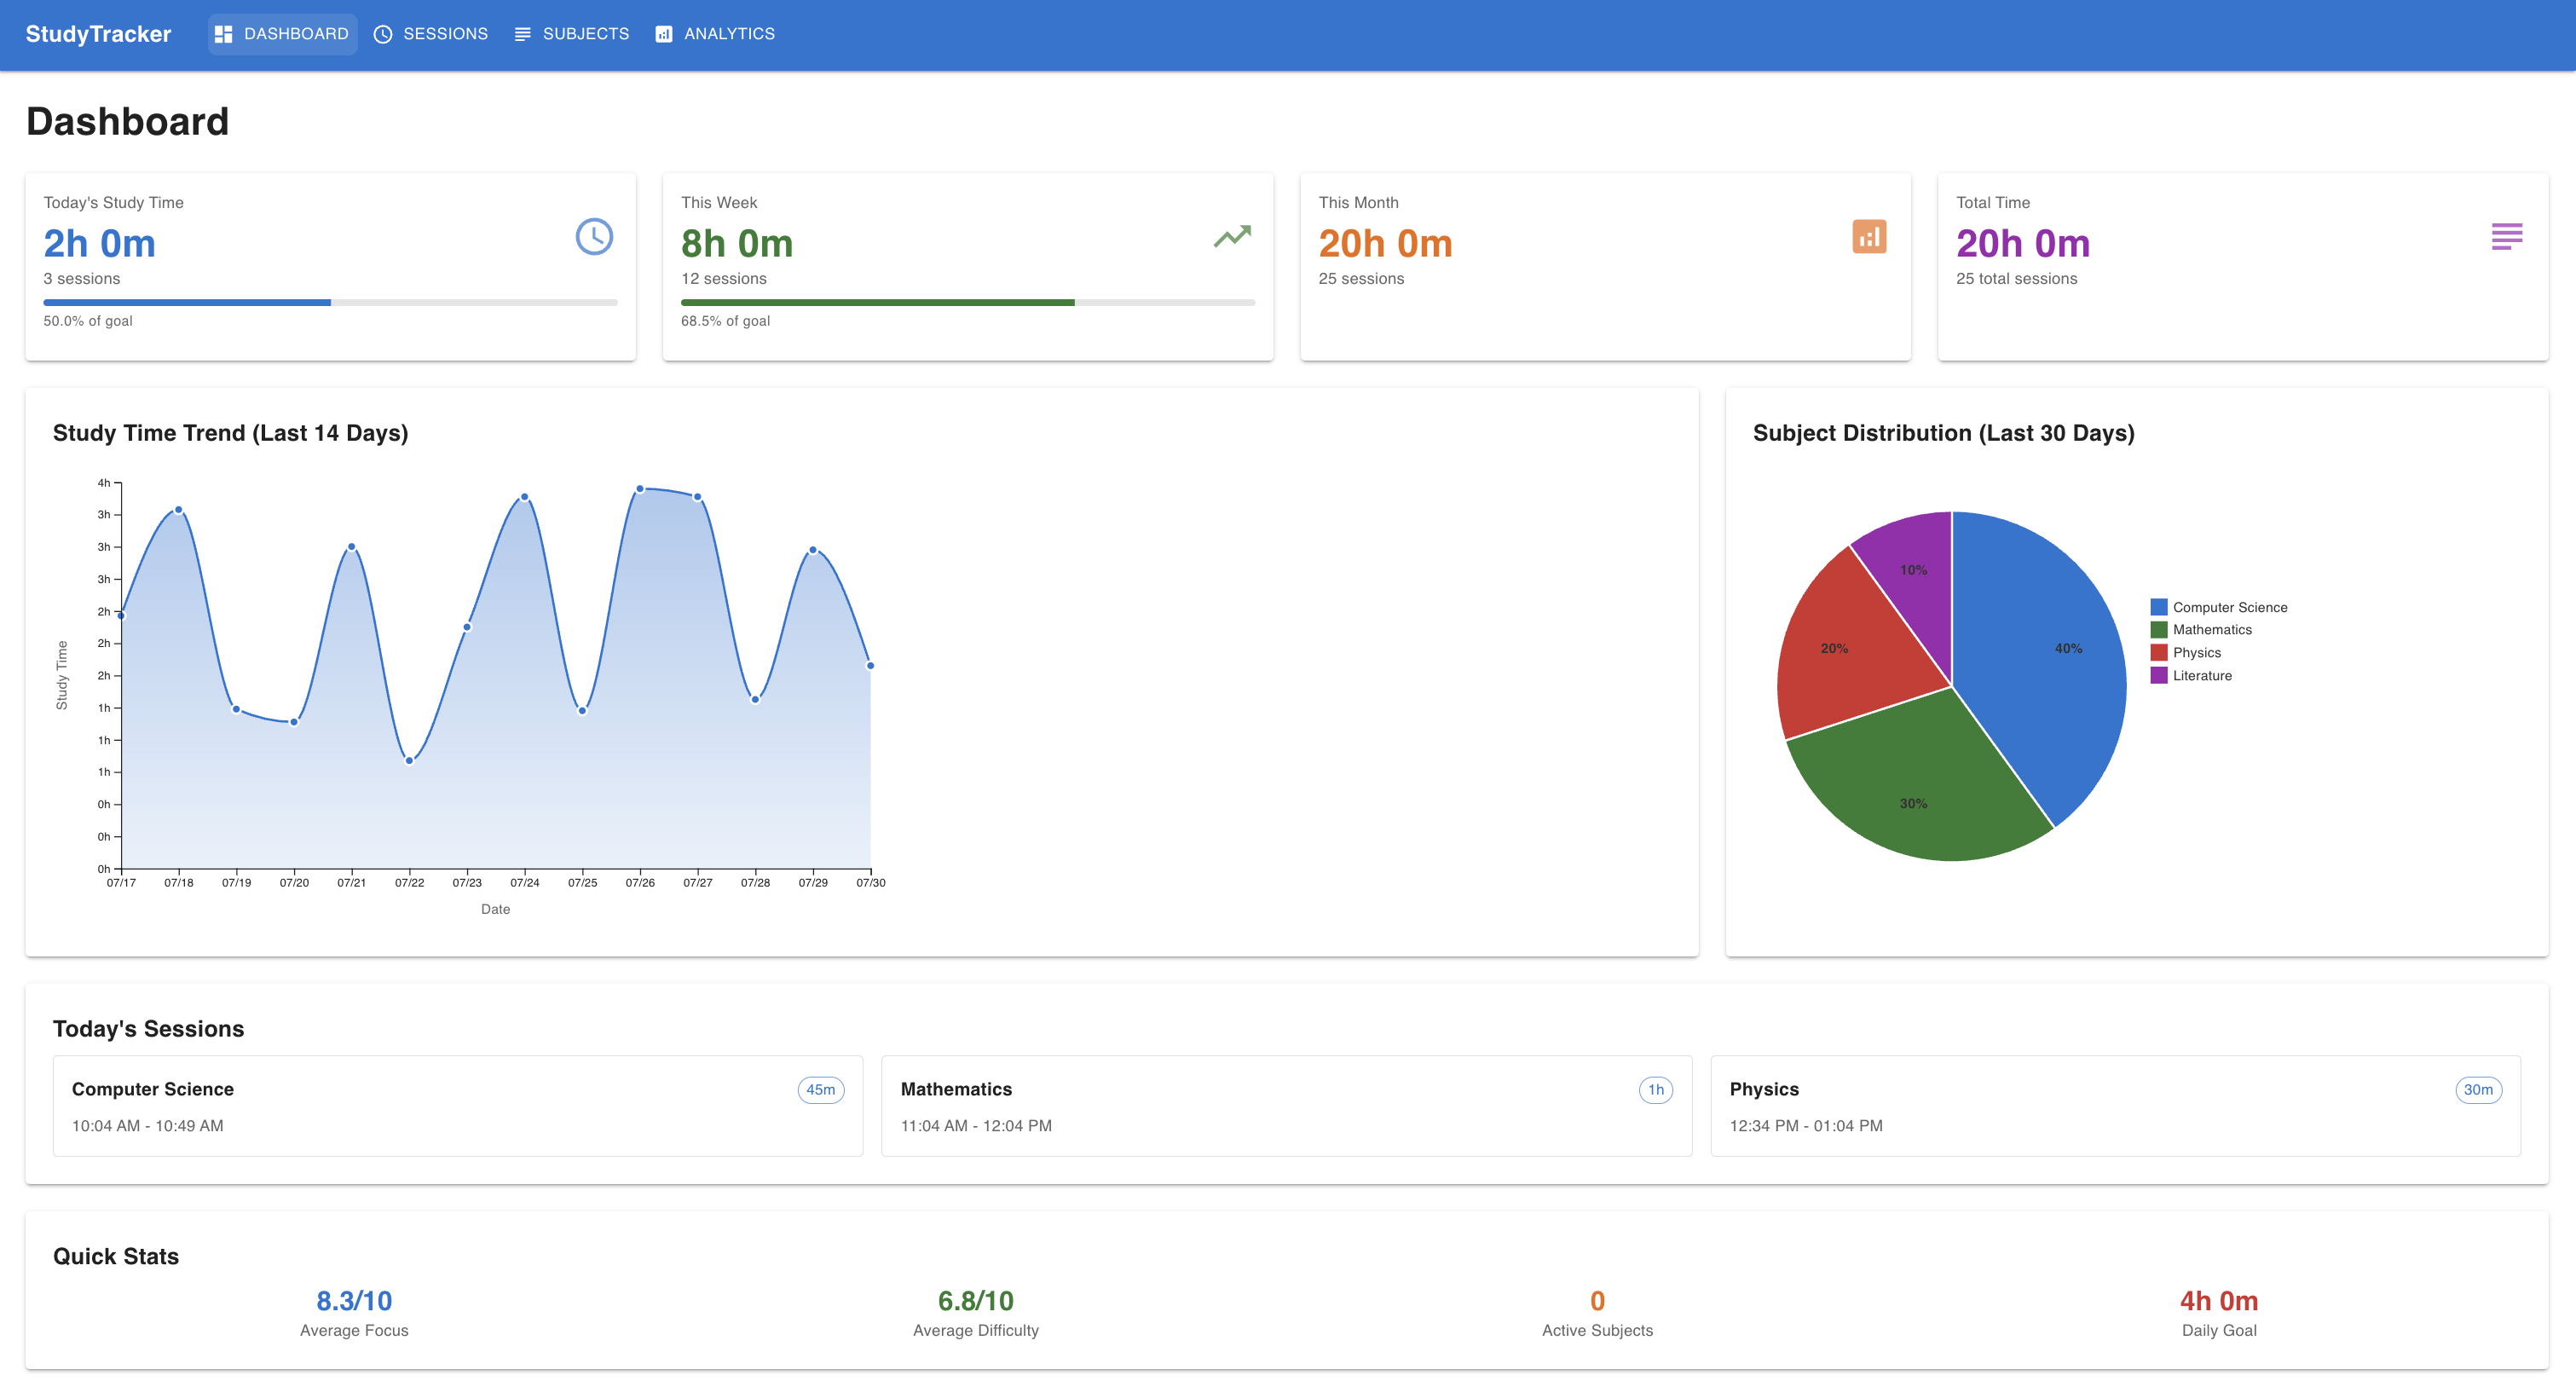 StudyTracker DASHBOARD SESSIONS SUBJECTS ANALYTICS
Dashboard
Today's Study Time
2h 0m
3 sessions
50.0% of goal
This Week
8h 0m
12 sessions
68.5% of goal
This Month
20h 0m
25 sessions
Total Time
20h 0m
25 total sessions
Study Time Trend (Last 14 Days)
4h
3h
3h
3h
2h
2h
2h
1h
1h
1h
0h
0h
0h
Study Time
07/17 07/18 07/19 07/20 07/21 07/22 07/23 07/24 07/25 07/26 07/27 07/28 07/29 07/30
Date
Subject Distribution (Last 30 Days)
10%
20%
40%
30%
Computer Science
Mathematics
Physics
Literature
Today's Sessions
Computer Science 45m
10:04 AM - 10:49 AM
Mathematics 1h
11:04 AM - 12:04 PM
Physics 30m
12:34 PM - 01:04 PM
Quick Stats
8.3/10
Average Focus
6.8/10
Average Difficulty
0
Active Subjects
4h 0m
Daily Goal